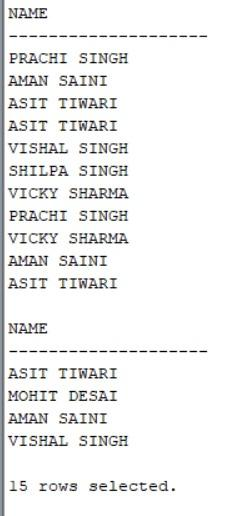 NAME
--------------------
PRACHI SINGH
AMAN SAINI
ASIT TIWARI
ASIT TIWARI
VISHAL SINGH
SHILPA SINGH
VICKY SHARMA
PRACHI SINGH
VICKY SHARMA
AMAN SAINI
ASIT TIWARI

NAME
--------------------
ASIT TIWARI
MOHIT DESAI
AMAN SAINI
VISHAL SINGH

15 rows selected.